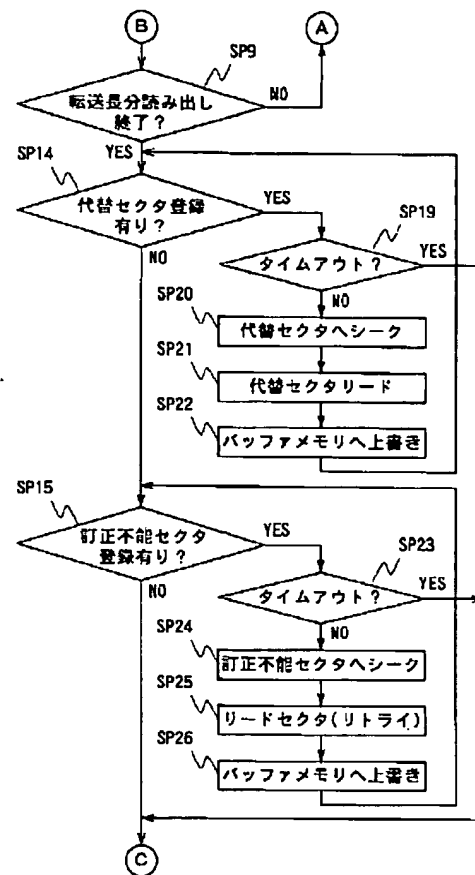 B
A
SP9
転送長分読み出し
終了？
NO
YES
SP14
代替セクタ登録
有り？
YES
NO
SP19
タイムアウト？
YES
NO
SP20
代替セクタへシーク
SP21
代替セクタリード
SP22
バッファメモリへ上書き
SP15
訂正不能セクタ
登録有り？
YES
NO
SP23
タイムアウト？
YES
NO
SP24
訂正不能セクタへシーク
SP25
リードセクタ(リトライ)
SP26
バッファメモリへ上書き
C